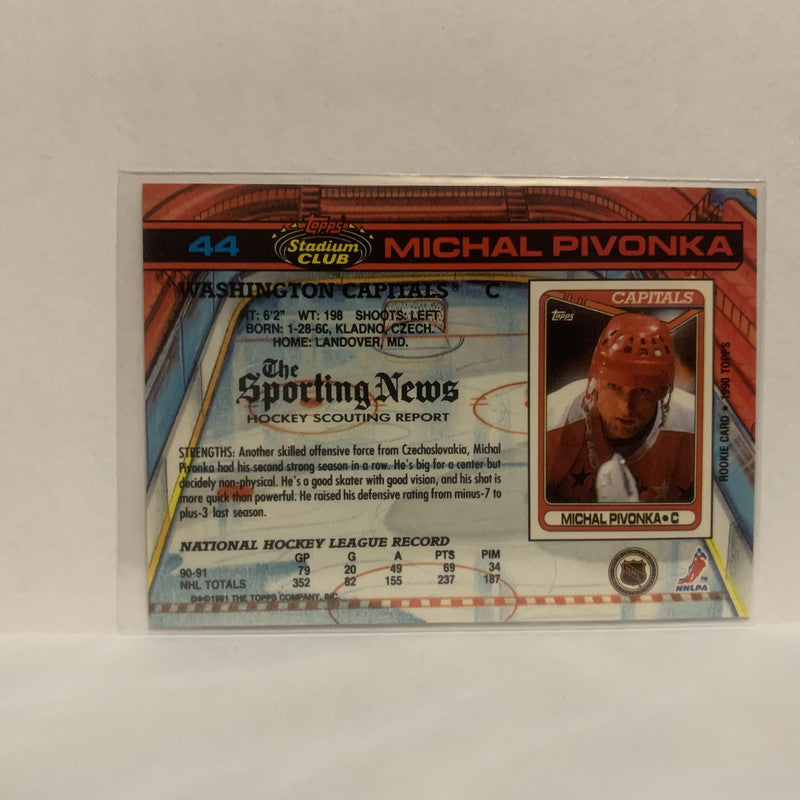 44 Topps Stadium CLUB MICHAL PIVONKA
WASHINGTON CAPITALS® C
HT: 6'2" WT: 198 SHOOTS: LEFT
BORN: 1-28-66, KLADNO, CZECH.
HOME: LANDOVER, MD.
The
Sporting News
HOCKEY SCOUTING REPORT
STRENGTHS: Another skilled offensive force from Czechoslovakia, Michal
Pivonka had his second strong season in a row. He's big for a center but
decidely non-physical. He's a good skater with good vision, and his shot is
more quick than powerful. He raised his defensive rating from minus-7 to
plus-3 last season.
NATIONAL HOCKEY LEAGUE RECORD
GP G A PTS PIM
90-91 79 20 49 69 34
NHL TOTALS 352 82 155 237 187
D*©1991 THE TOPPS COMPANY, INC.
CAPITALS
Topps
MICHAL PIVONKA • C
ROOKIE CARD • 1990 TOPPS
NHL
NHLPA™